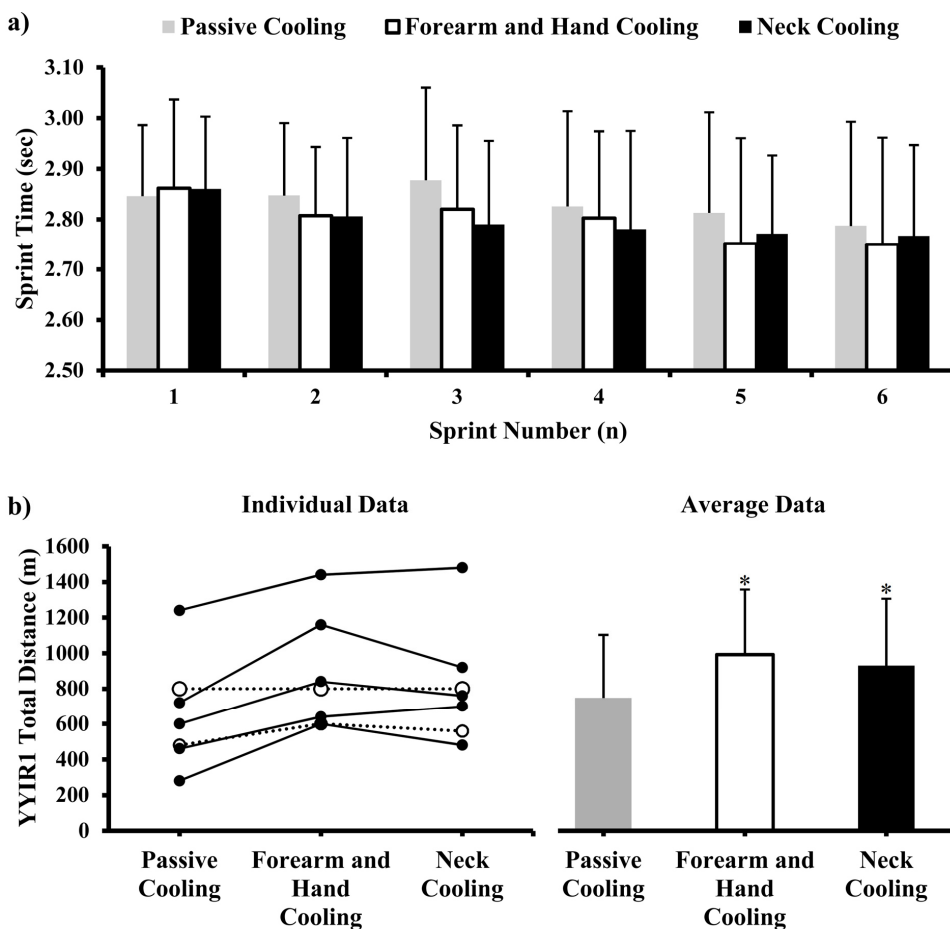 a)
Passive Cooling Forearm and Hand Cooling Neck Cooling
Sprint Time (sec)
3.10
3.00
2.90
2.80
2.70
2.60
2.50
1 2 3 4 5 6
Sprint Number (n)
b)
Individual Data
Average Data
YYIR1 Total Distance (m)
1600
1400
1200
1000
800
600
400
200
0
* *
Passive Forearm and Neck
Cooling Hand Cooling
Cooling
Passive Forearm and Neck
Cooling Hand Cooling
Cooling